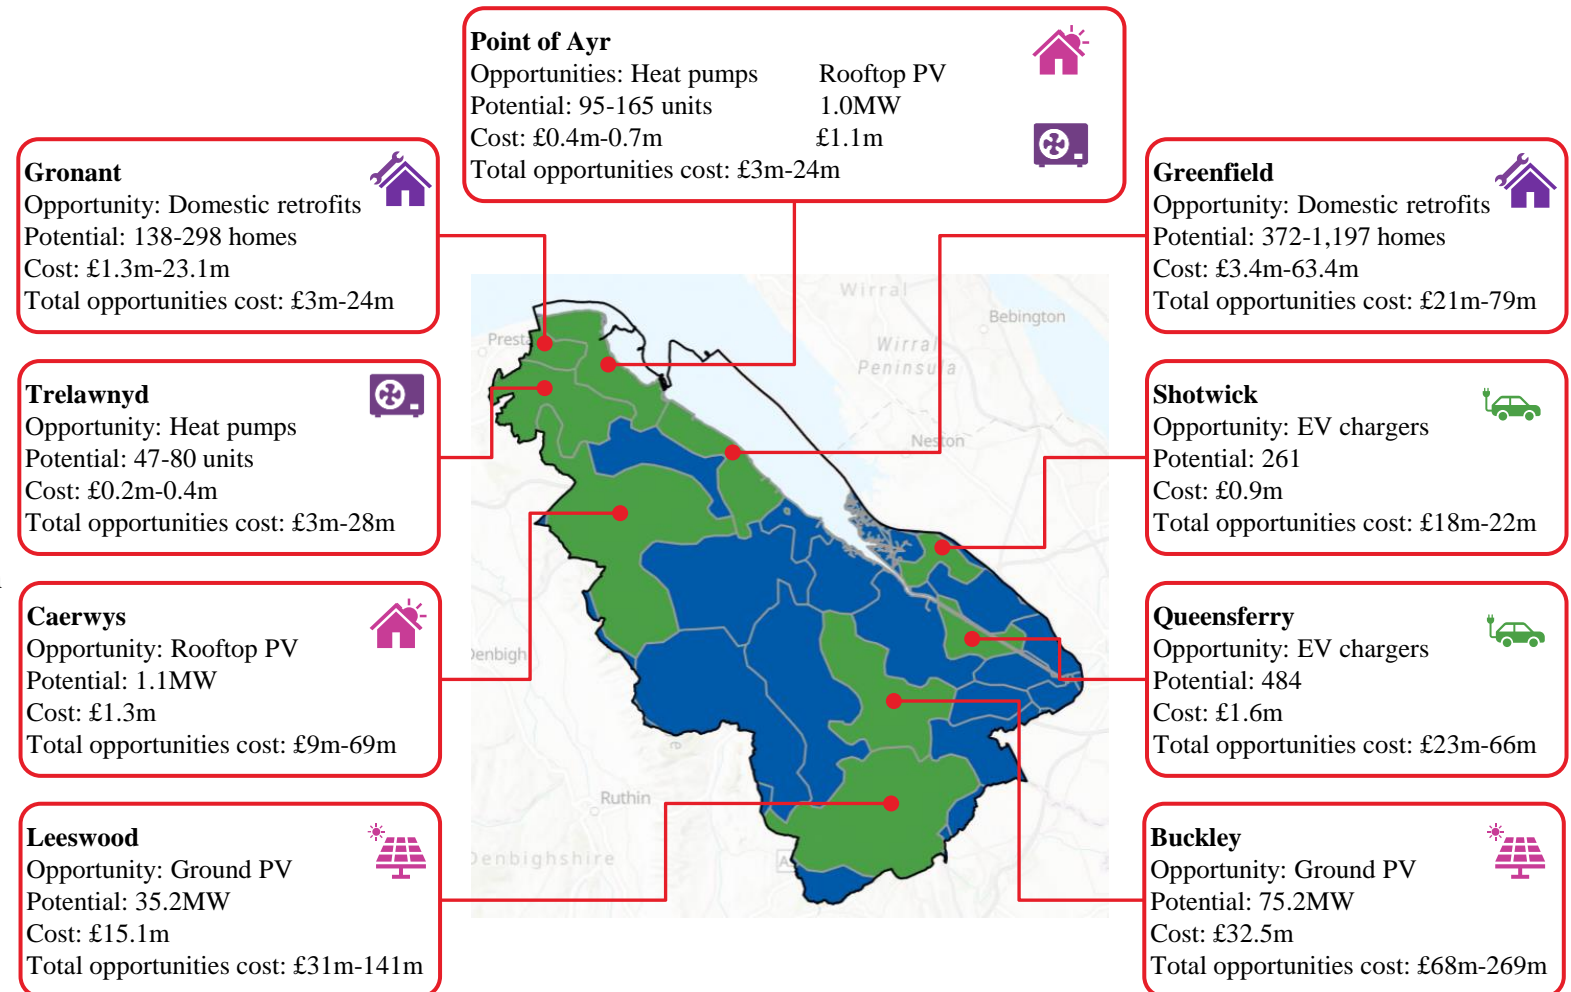 Point of Ayr
Opportunities: Heat pumps Rooftop PV
Potential: 95-165 units 1.0MW
Cost: £0.4m-0.7m £1.1m
Total opportunities cost: £3m-24m
Gronant
Opportunity: Domestic retrofits
Potential: 138-298 homes
Cost: £1.3m-23.1m
Total opportunities cost: £3m-24m
Greenfield
Opportunity: Domestic retrofits
Potential: 372-1,197 homes
Cost: £3.4m-63.4m
Total opportunities cost: £21m-79m
Trelawnyd
Opportunity: Heat pumps
Potential: 47-80 units
Cost: £0.2m-0.4m
Total opportunities cost: £3m-28m
Shotwick
Opportunity: EV chargers
Potential: 261
Cost: £0.9m
Total opportunities cost: £18m-22m
Caerwys
Opportunity: Rooftop PV
Potential: 1.1MW
Cost: £1.3m
Total opportunities cost: £9m-69m
Queensferry
Opportunity: EV chargers
Potential: 484
Cost: £1.6m
Total opportunities cost: £23m-66m
Leeswood
Opportunity: Ground PV
Potential: 35.2MW
Cost: £15.1m
Total opportunities cost: £31m-141m
Buckley
Opportunity: Ground PV
Potential: 75.2MW
Cost: £32.5m
Total opportunities cost: £68m-269m
Wirral
Bebington
Presta
Wirral
Peninsula
Neston
Denbigh
Ruthin
Denbighshire